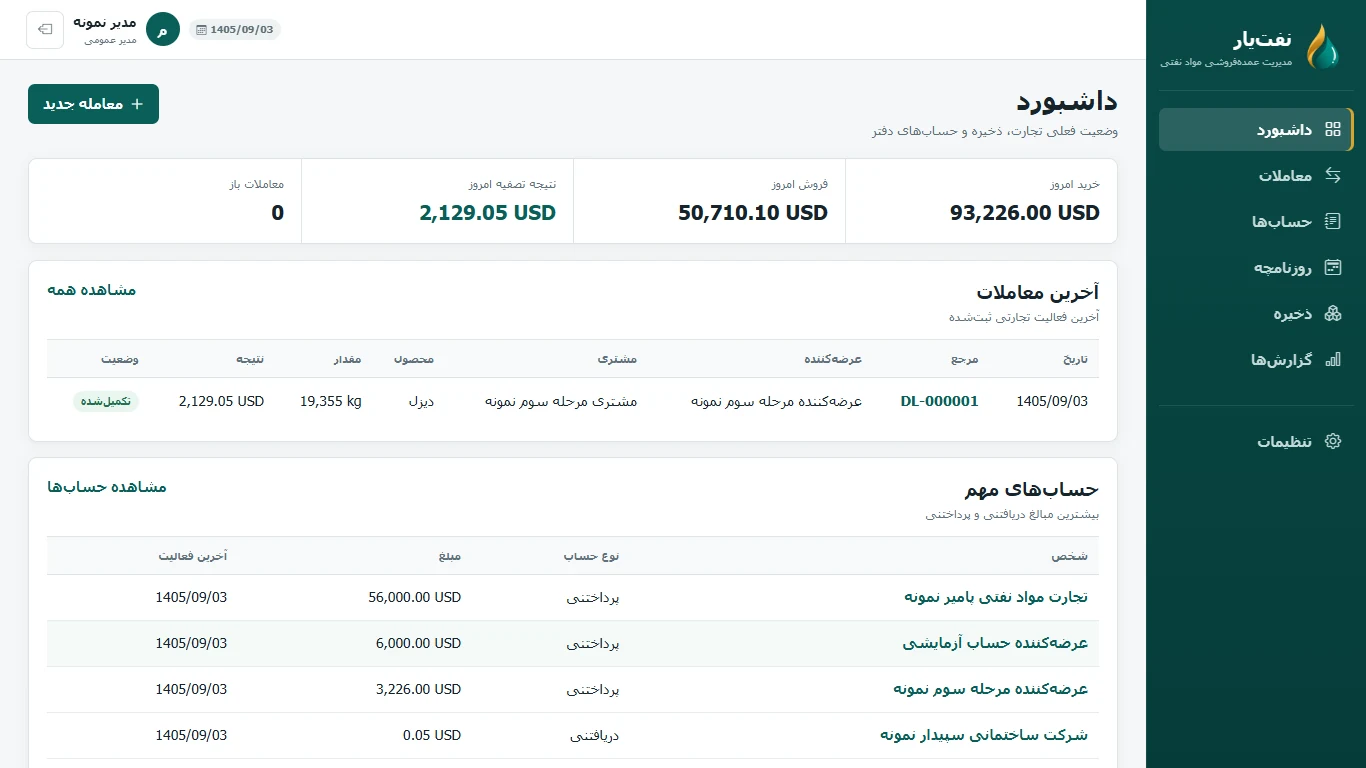 نفت‌یار
مدیریت عمده‌فروشی مواد نفتی
داشبورد
معاملات
حساب‌ها
روزنامچه
ذخیره
گزارش‌ها
تنظیمات
1405/09/03
م
مدیر نمونه
مدیر عمومی
داشبورد
وضعیت فعلی تجارت، ذخیره و حساب‌های دفتر
+ معامله جدید
خرید امروز
93,226.00 USD
فروش امروز
50,710.10 USD
نتیجه تصفیه امروز
2,129.05 USD
معاملات باز
0
آخرین معاملات
آخرین فعالیت تجارتی ثبت‌شده
مشاهده همه
تاریخ مرجع عرضه‌کننده مشتری محصول مقدار نتیجه وضعیت
1405/09/03 DL-000001 عرضه‌کننده مرحله سوم نمونه مشتری مرحله سوم نمونه دیزل 19,355 kg 2,129.05 USD تکمیل‌شده
حساب‌های مهم
بیشترین مبالغ دریافتنی و پرداختنی
مشاهده حساب‌ها
شخص نوع حساب مبلغ آخرین فعالیت
تجارت مواد نفتی پامیر نمونه پرداختنی 56,000.00 USD 1405/09/03
عرضه‌کننده حساب آزمایشی پرداختنی 6,000.00 USD 1405/09/03
عرضه‌کننده مرحله سوم نمونه پرداختنی 3,226.00 USD 1405/09/03
شرکت ساختمانی سپیدار نمونه دریافتنی 0.05 USD 1405/09/03